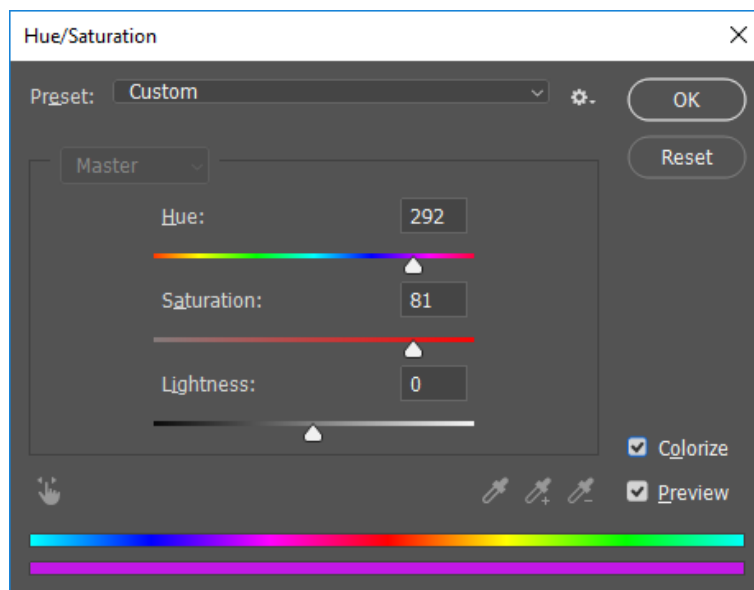 Hue/Saturation
Preset: Custom
OK
Reset
Master
Hue: 292
Saturation: 81
Lightness: 0
Colorize
Preview